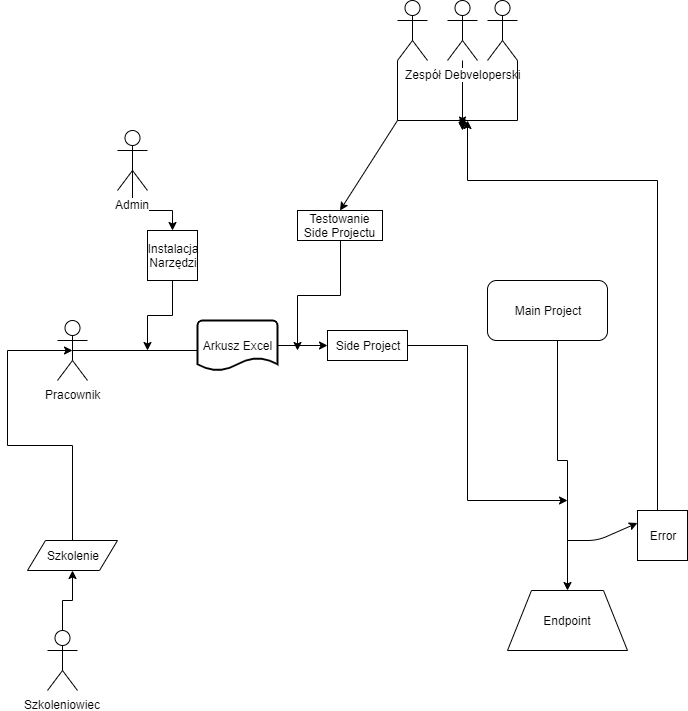 Zespół Debveloperski
Admin
Testowanie
Side Projectu
Instalacja
Narzędzi
Main Project
Arkusz Excel
Side Project
Pracownik
Error
Szkolenie
Endpoint
Szkoleniowiec